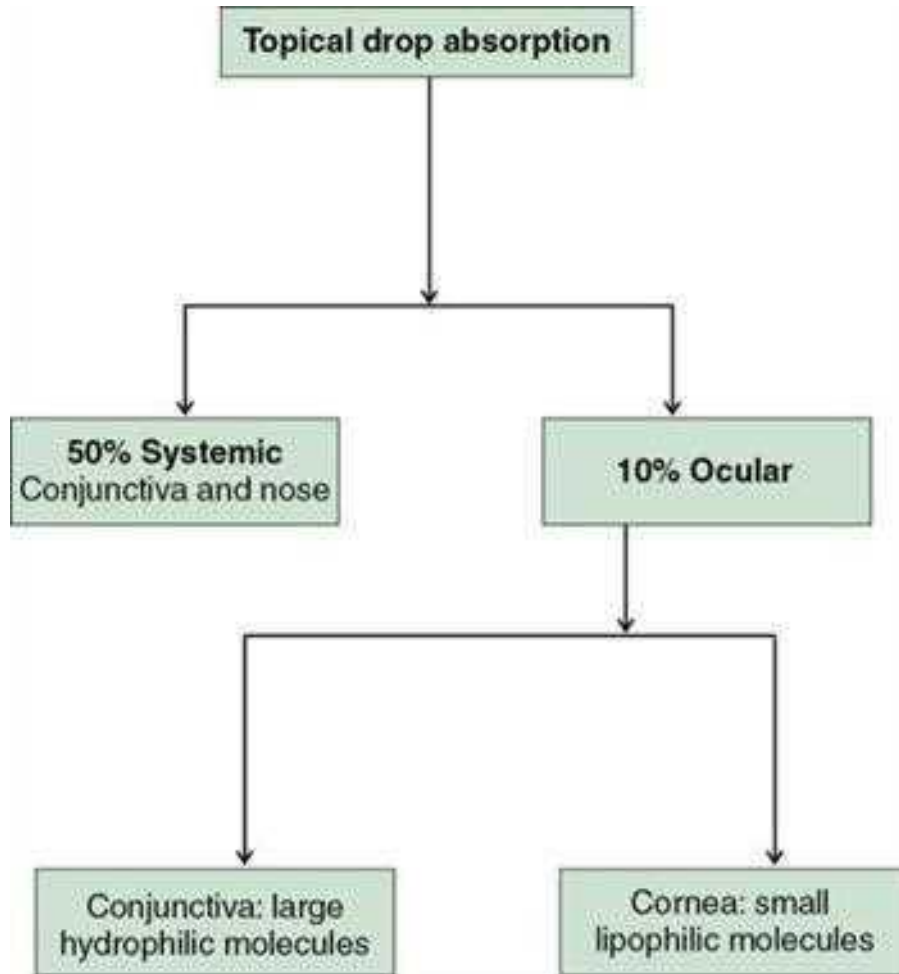 Topical drop absorption
50% Systemic
Conjunctiva and nose
10% Ocular
Conjunctiva: large
hydrophilic molecules
Cornea: small
lipophilic molecules